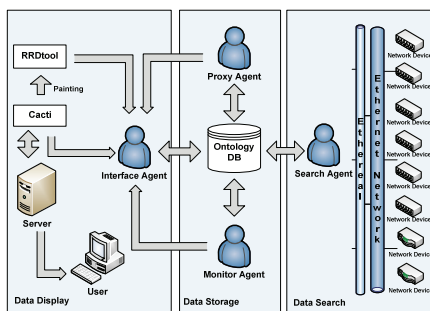 RRDtool
Painting
Cacti
Server
User
Data Display
Interface Agent
Proxy Agent
Ontology
DB
Monitor Agent
Data Storage
Search Agent
Ethereal
Ethernet Network
Network Device
Network Device
Network Device
Network Device
Network Device
Network Device
Network Device
Network Device
Data Search